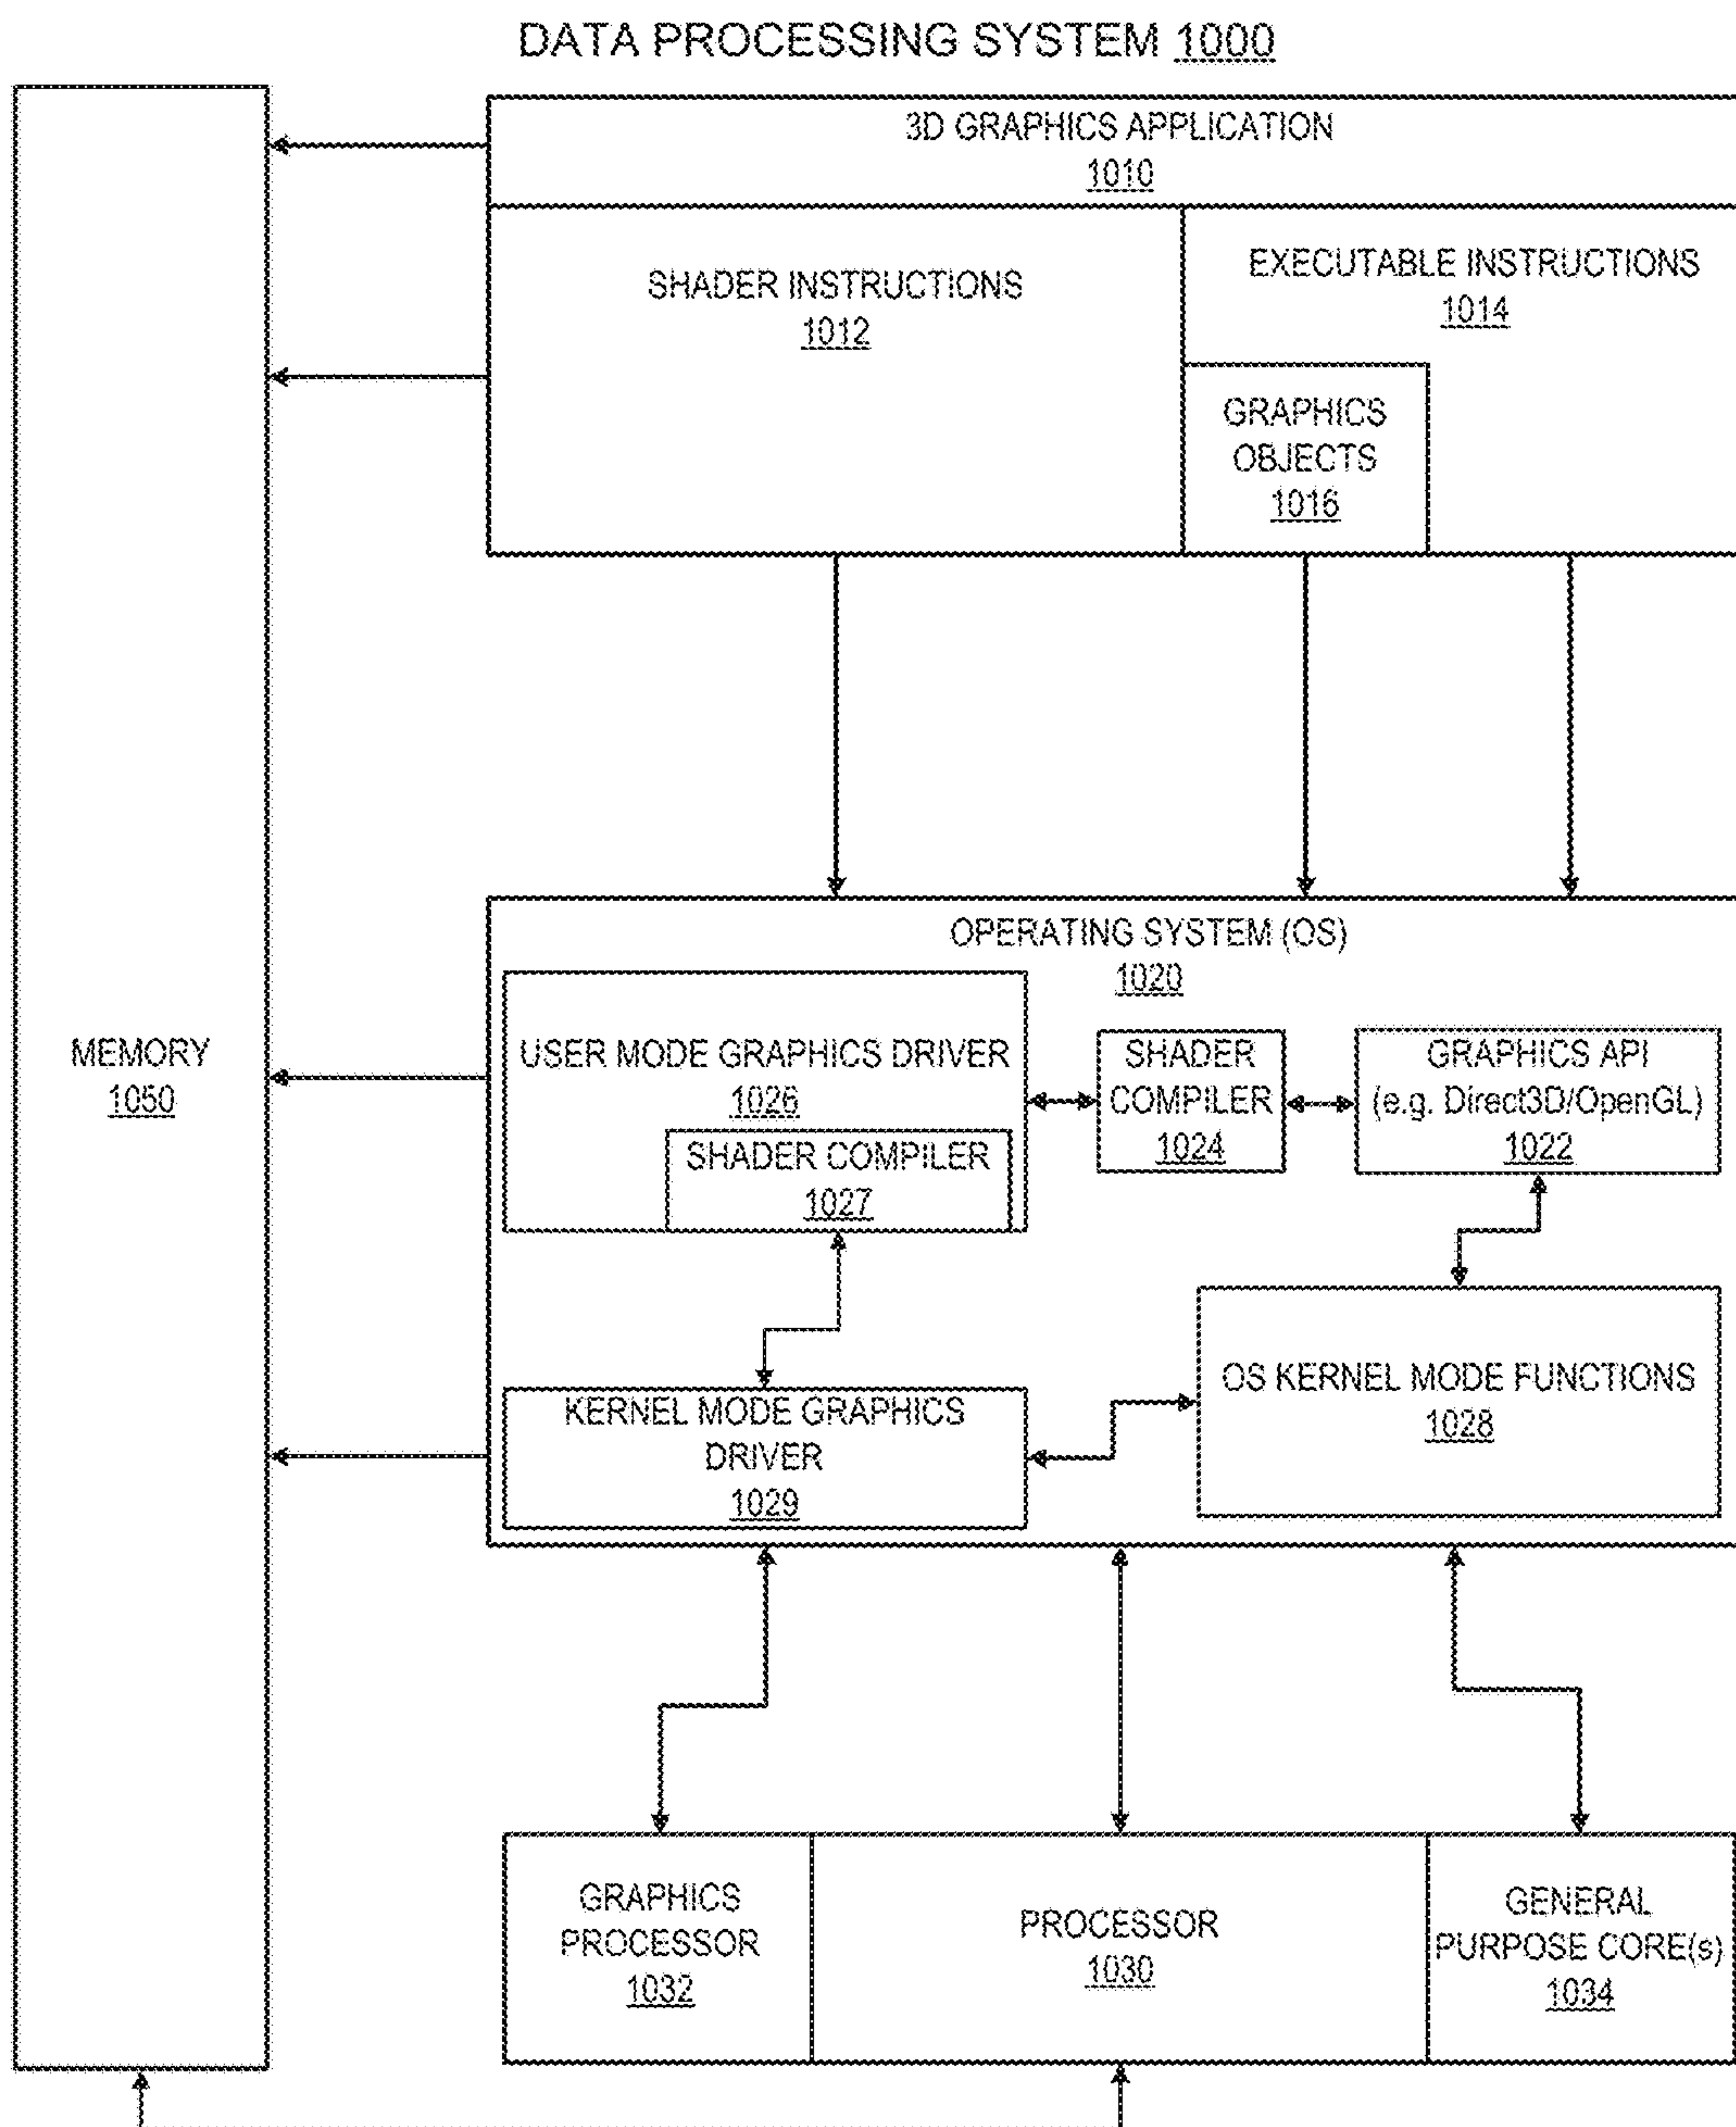 DATA PROCESSING SYSTEM 1000
3D GRAPHICS APPLICATION
1010
SHADER INSTRUCTIONS
1012
EXECUTABLE INSTRUCTIONS
1014
GRAPHICS
OBJECTS
1016
OPERATING SYSTEM (OS)
1020
MEMORY
1050
USER MODE GRAPHICS DRIVER
1026
SHADER COMPILER
1027
SHADER
COMPILER
1024
GRAPHICS API
(e.g. Direct3D/OpenGL)
1022
KERNEL MODE GRAPHICS
DRIVER
1029
OS KERNEL MODE FUNCTIONS
1028
GRAPHICS
PROCESSOR
1032
PROCESSOR
1030
GENERAL
PURPOSE CORE(s)
1034